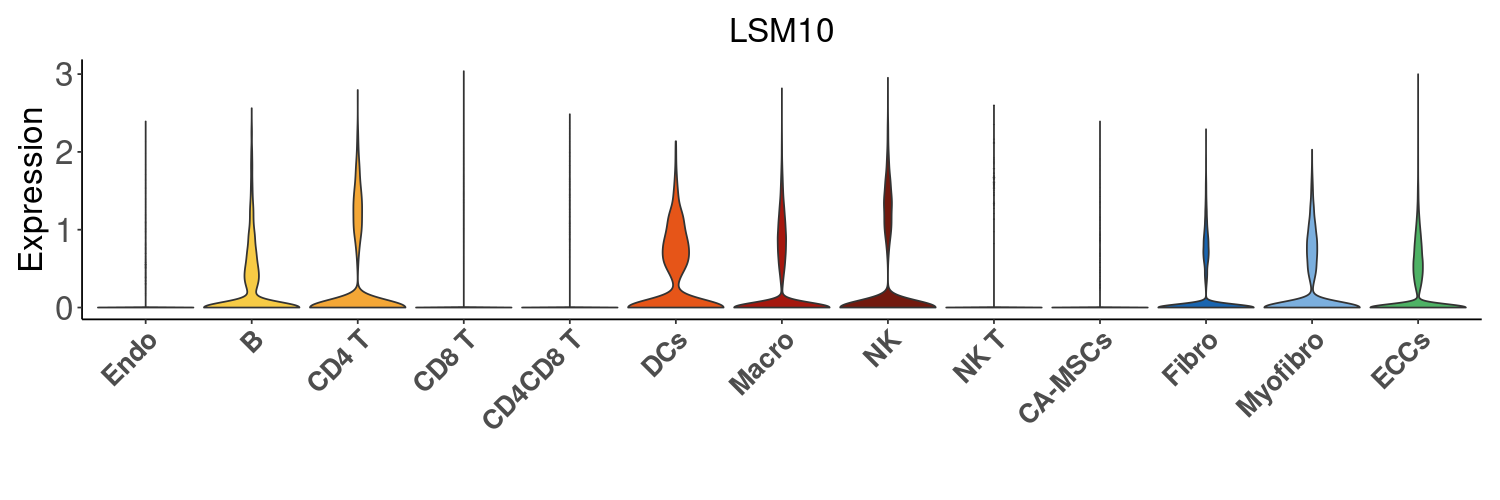 LSM10
Expression
3
2
1
0
Endo
B
CD4 T
CD8 T
CD4CD8 T
DCs
Macro
NK
NK T
CA-MSCs
Fibro
Myofibro
ECCs